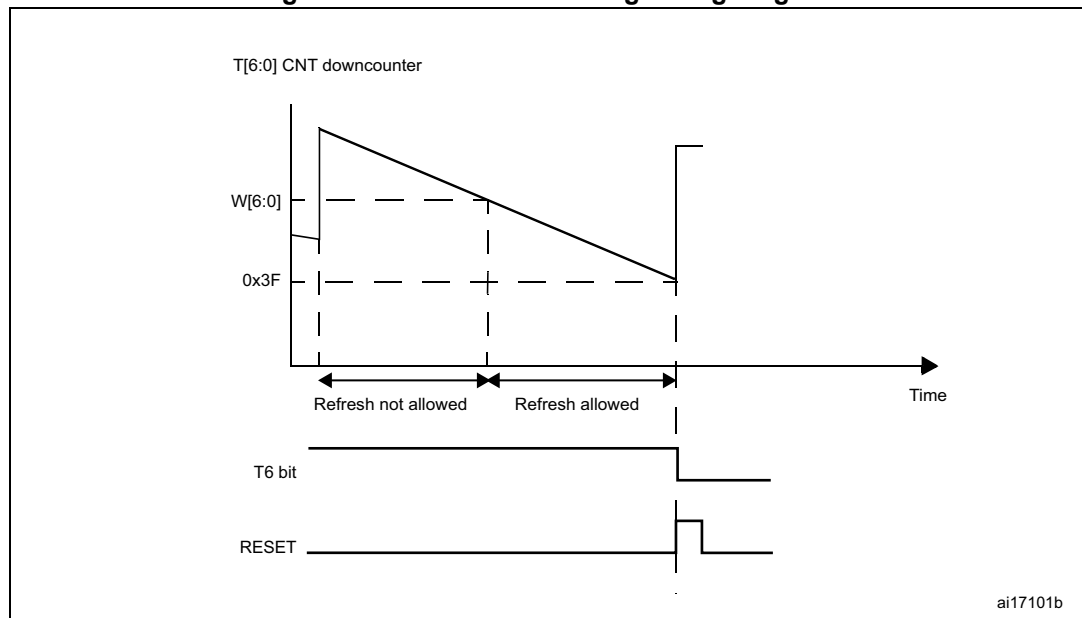 T[6:0] CNT downcounter
W[6:0]
0x3F
Time
Refresh not allowed
Refresh allowed
T6 bit
RESET
ai17101b